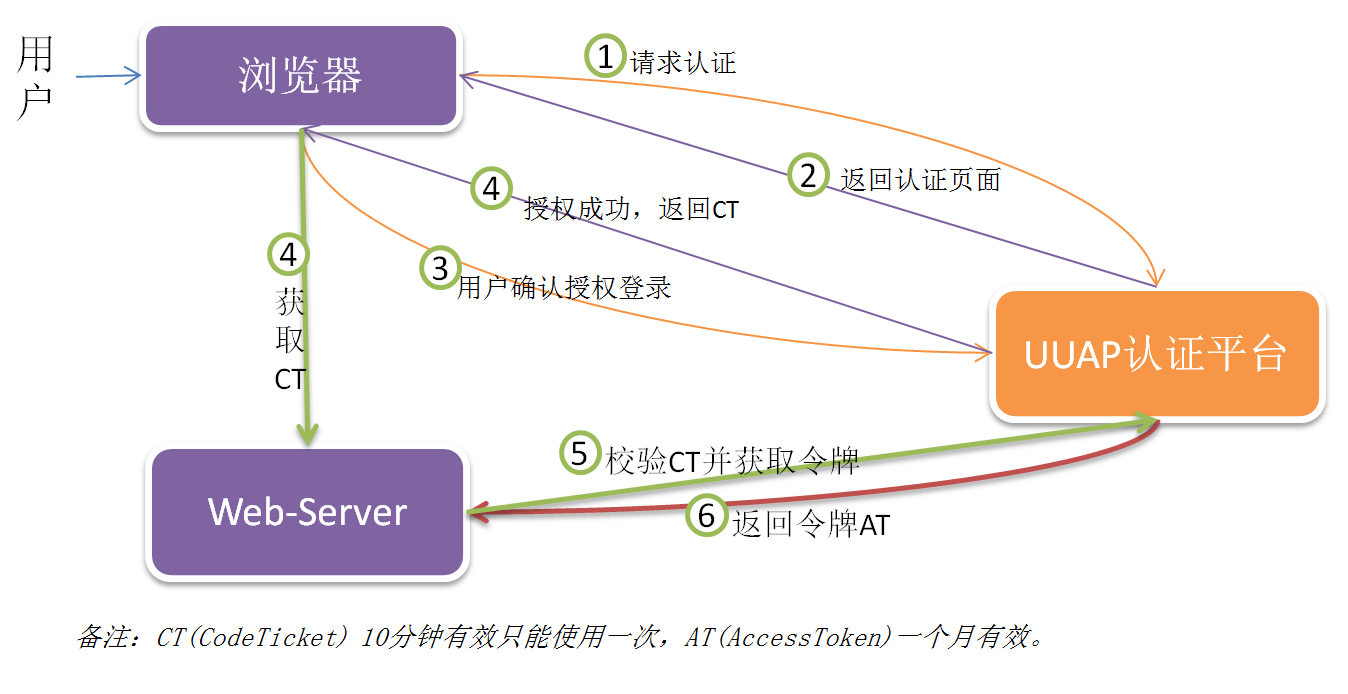 用户
浏览器
①请求认证
②返回认证页面
④授权成功，返回CT
③用户确认授权登录
④获取CT
UUAP认证平台
⑤校验CT并获取令牌
Web-Server
⑥返回令牌AT
备注：CT(CodeTicket) 10分钟有效只能使用一次，AT(AccessToken)一个月有效。